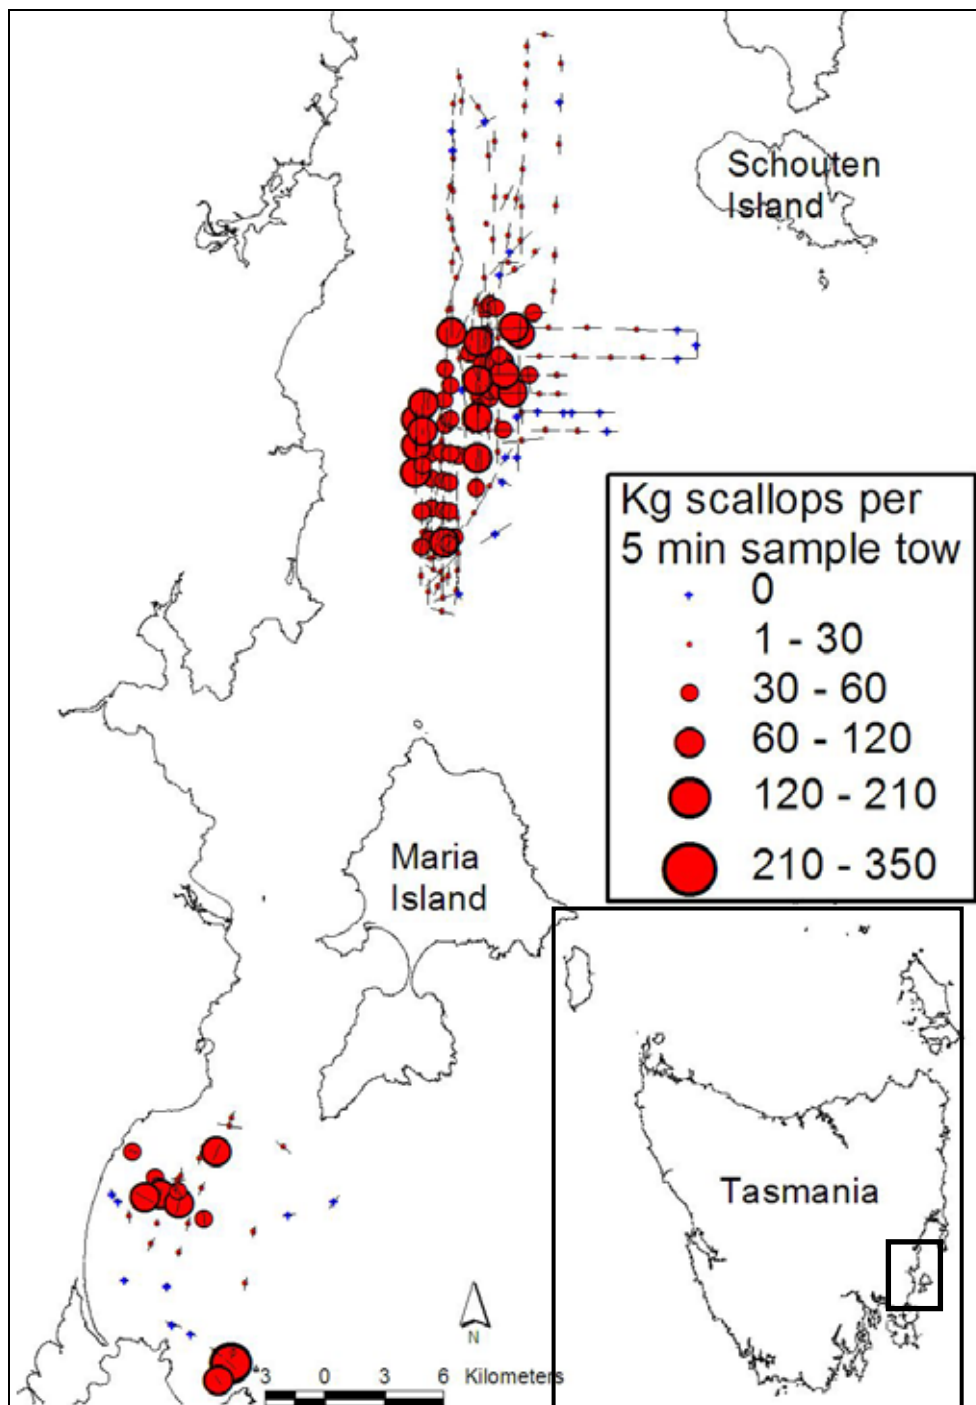 Schouten
Island
Kg scallops per
5 min sample tow
0
1 - 30
30 - 60
60 - 120
120 - 210
210 - 350
Maria
Island
Tasmania
N
3 0 3 6 Kilometers